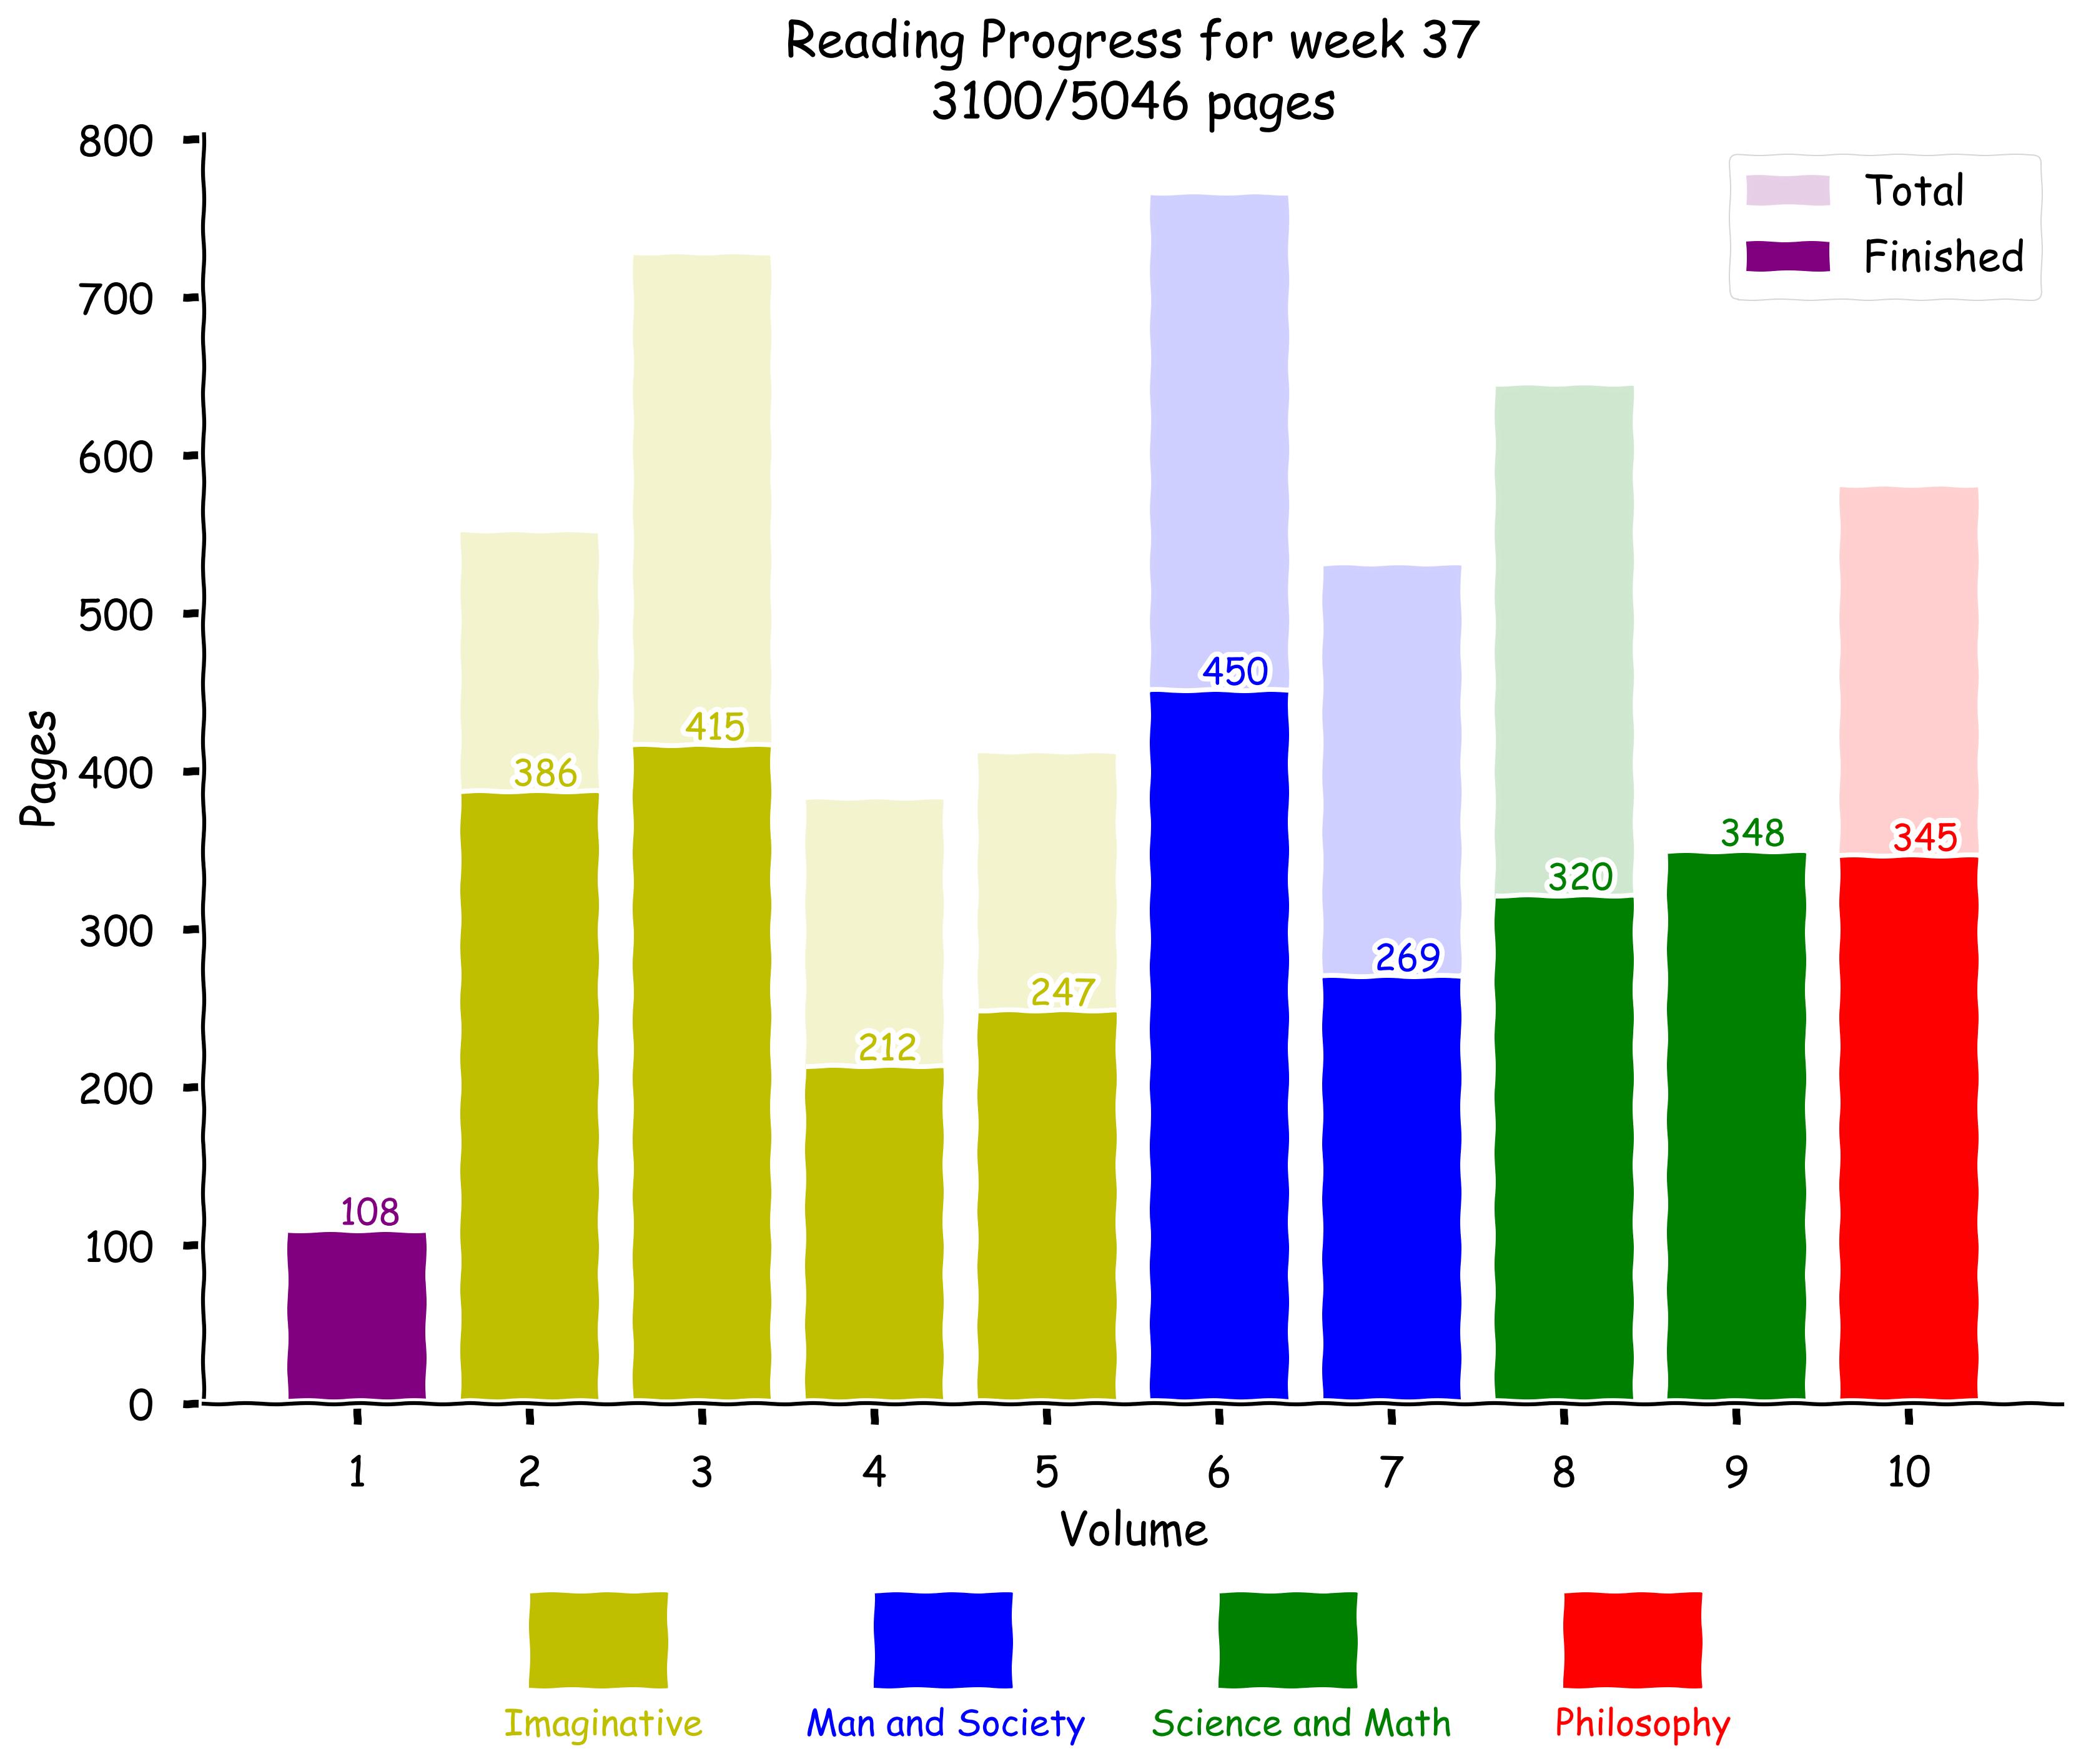 Reading Progress for week 37
3100/5046 pages
Total
Finished
800
700
600
500
400
300
200
100
0
Pages
108
386
415
212
247
450
269
320
348
345
1 2 3 4 5 6 7 8 9 10
Volume
Imaginative
Man and Society
Science and Math
Philosophy